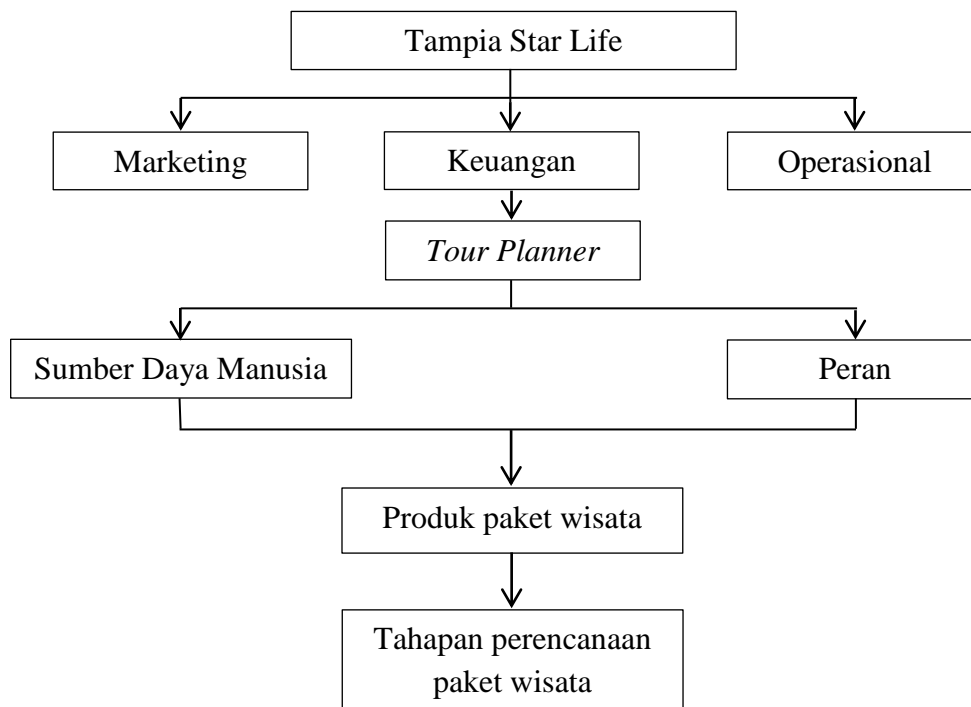 Tampia Star Life
Marketing
Keuangan
Operasional
Tour Planner
Sumber Daya Manusia
Peran
Produk paket wisata
Tahapan perencanaan
paket wisata